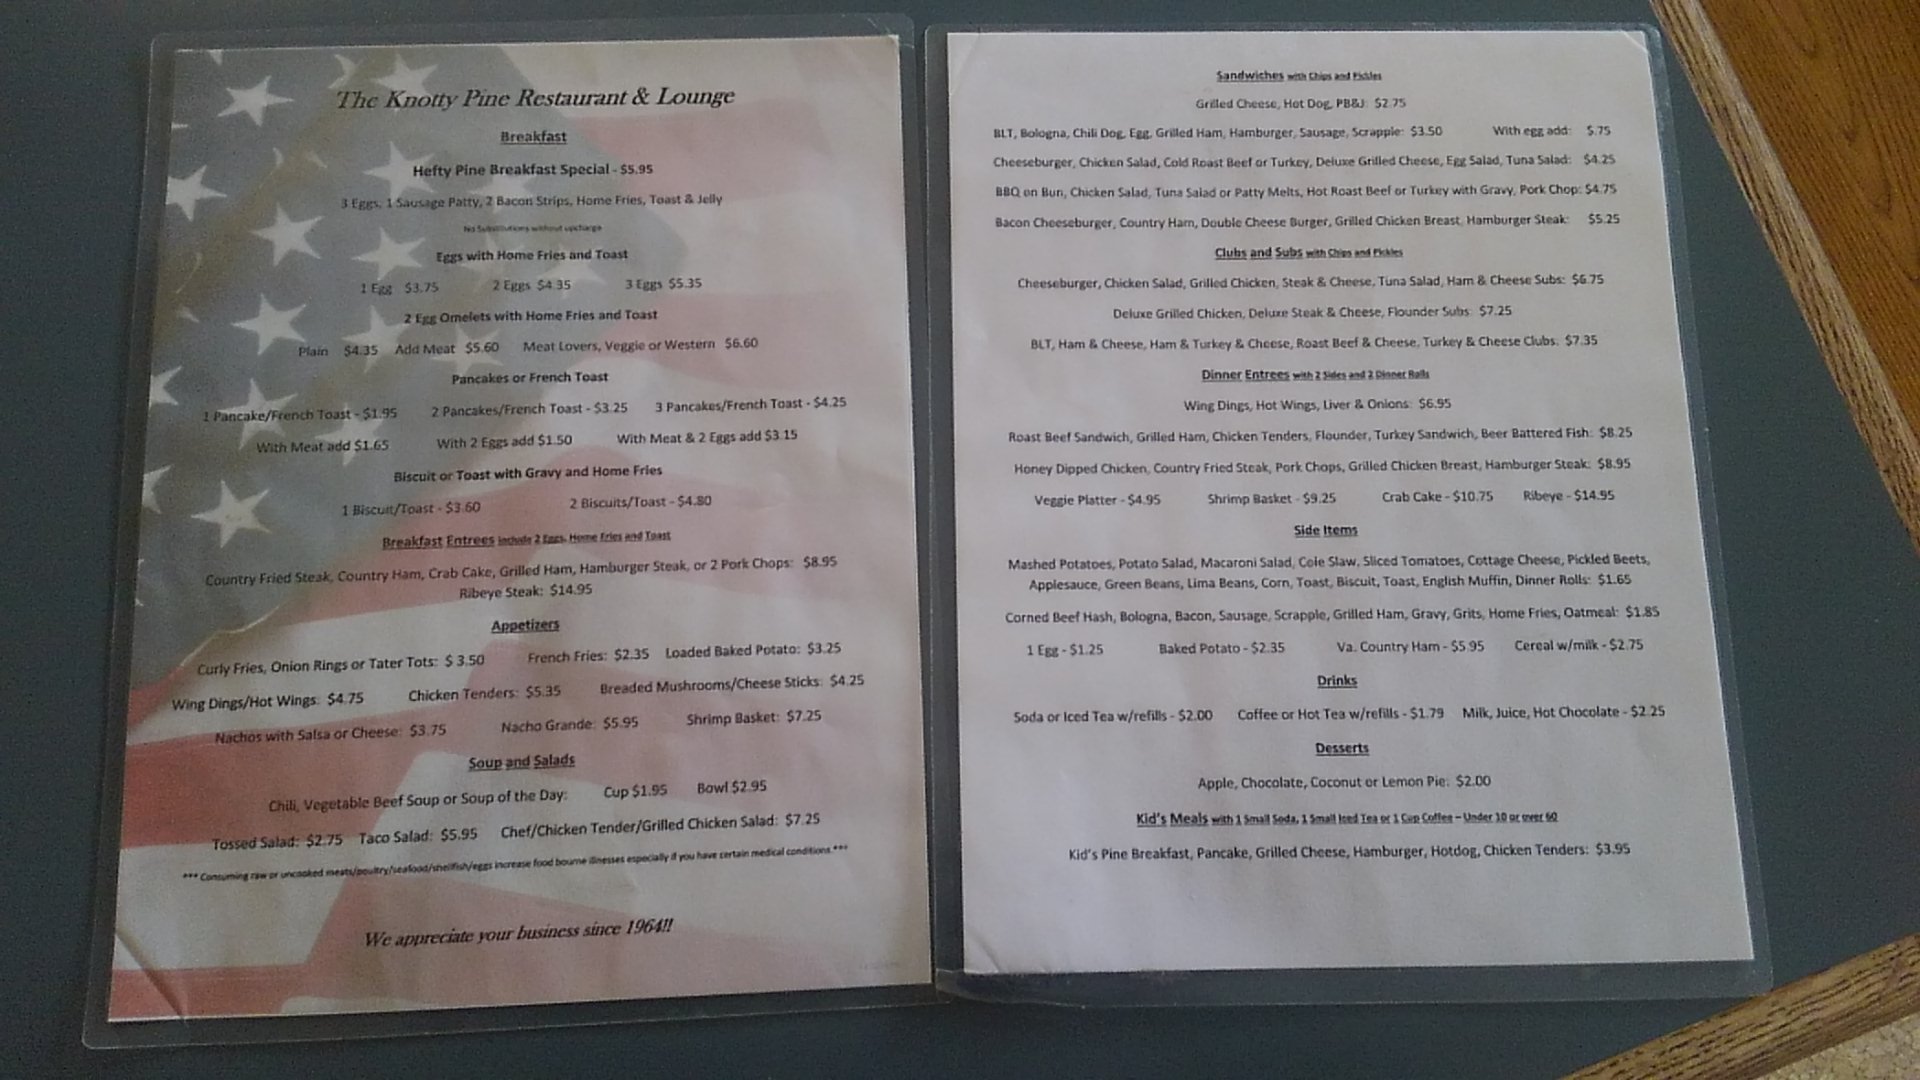 The Knotty Pine Restaurant & Lounge
Breakfast
Hefty Pine Breakfast Special - $5.95
3 Eggs, 1 Sausage Patty, 2 Bacon Strips, Home Fries, Toast & Jelly
No Substitutions without upcharge
Eggs with Home Fries and Toast
1 Egg $3.75 2 Eggs $4.35 3 Eggs $5.35
2 Egg Omelets with Home Fries and Toast
Plain $4.35 Add Meat $5.60 Meat Lovers, Veggie or Western $6.60
Pancakes or French Toast
1 Pancake/French Toast - $1.95 2 Pancakes/French Toast - $3.25 3 Pancakes/French Toast - $4.25
With Meat add $1.65 With 2 Eggs add $1.50 With Meat & 2 Eggs add $3.15
Biscuit or Toast with Gravy and Home Fries
1 Biscuit/Toast - $3.60 2 Biscuits/Toast - $4.80
Breakfast Entrees include 2 Eggs, Home Fries and Toast
Country Fried Steak, Country Ham, Crab Cake, Grilled Ham, Hamburger Steak, or 2 Pork Chops: $8.95
Ribeye Steak: $14.95
Appetizers
Curly Fries, Onion Rings or Tater Tots: $ 3.50 French Fries: $2.35 Loaded Baked Potato: $3.25
Wing Dings/Hot Wings: $4.75 Chicken Tenders: $5.35 Breaded Mushrooms/Cheese Sticks: $4.25
Nachos with Salsa or Cheese: $3.75 Nacho Grande: $5.95 Shrimp Basket: $7.25
Soup and Salads
Chili, Vegetable Beef Soup or Soup of the Day: Cup $1.95 Bowl $2.95
Tossed Salad: $2.75 Taco Salad: $5.95 Chef/Chicken Tender/Grilled Chicken Salad: $7.25
*** Consuming raw or uncooked meats/poultry/seafood/shellfish/eggs increase food bourne illnesses especially if you have certain medical conditions.***
We appreciate your business since 1964!!
Sandwiches with Chips and Pickles
Grilled Cheese, Hot Dog, PB&J: $2.75
BLT, Bologna, Chili Dog, Egg, Grilled Ham, Hamburger, Sausage, Scrapple: $3.50 With egg add: $.75
Cheeseburger, Chicken Salad, Cold Roast Beef or Turkey, Deluxe Grilled Cheese, Egg Salad, Tuna Salad: $4.25
BBQ on Bun, Chicken Salad, Tuna Salad or Patty Melts, Hot Roast Beef or Turkey with Gravy, Pork Chop: $4.75
Bacon Cheeseburger, Country Ham, Double Cheese Burger, Grilled Chicken Breast, Hamburger Steak: $5.25
Clubs and Subs with Chips and Pickles
Cheeseburger, Chicken Salad, Grilled Chicken, Steak & Cheese, Tuna Salad, Ham & Cheese Subs: $6.75
Deluxe Grilled Chicken, Deluxe Steak & Cheese, Flounder Subs: $7.25
BLT, Ham & Cheese, Ham & Turkey & Cheese, Roast Beef & Cheese, Turkey & Cheese Clubs: $7.35
Dinner Entrees with 2 Sides and 2 Dinner Rolls
Wing Dings, Hot Wings, Liver & Onions: $6.95
Roast Beef Sandwich, Grilled Ham, Chicken Tenders, Flounder, Turkey Sandwich, Beer Battered Fish: $8.25
Honey Dipped Chicken, Country Fried Steak, Pork Chops, Grilled Chicken Breast, Hamburger Steak: $8.95
Veggie Platter - $4.95 Shrimp Basket - $9.25 Crab Cake - $10.75 Ribeye - $14.95
Side Items
Mashed Potatoes, Potato Salad, Macaroni Salad, Cole Slaw, Sliced Tomatoes, Cottage Cheese, Pickled Beets,
Applesauce, Green Beans, Lima Beans, Corn, Toast, Biscuit, Toast, English Muffin, Dinner Rolls: $1.65
Corned Beef Hash, Bologna, Bacon, Sausage, Scrapple, Grilled Ham, Gravy, Grits, Home Fries, Oatmeal: $1.85
1 Egg - $1.25 Baked Potato - $2.35 Va. Country Ham - $5.95 Cereal w/milk - $2.75
Drinks
Soda or Iced Tea w/refills - $2.00 Coffee or Hot Tea w/refills - $1.79 Milk, Juice, Hot Chocolate - $2.25
Desserts
Apple, Chocolate, Coconut or Lemon Pie: $2.00
Kid's Meals with 1 Small Soda, 1 Small Iced Tea or 1 Cup Coffee – Under 10 or over 60
Kid's Pine Breakfast, Pancake, Grilled Cheese, Hamburger, Hotdog, Chicken Tenders: $3.95